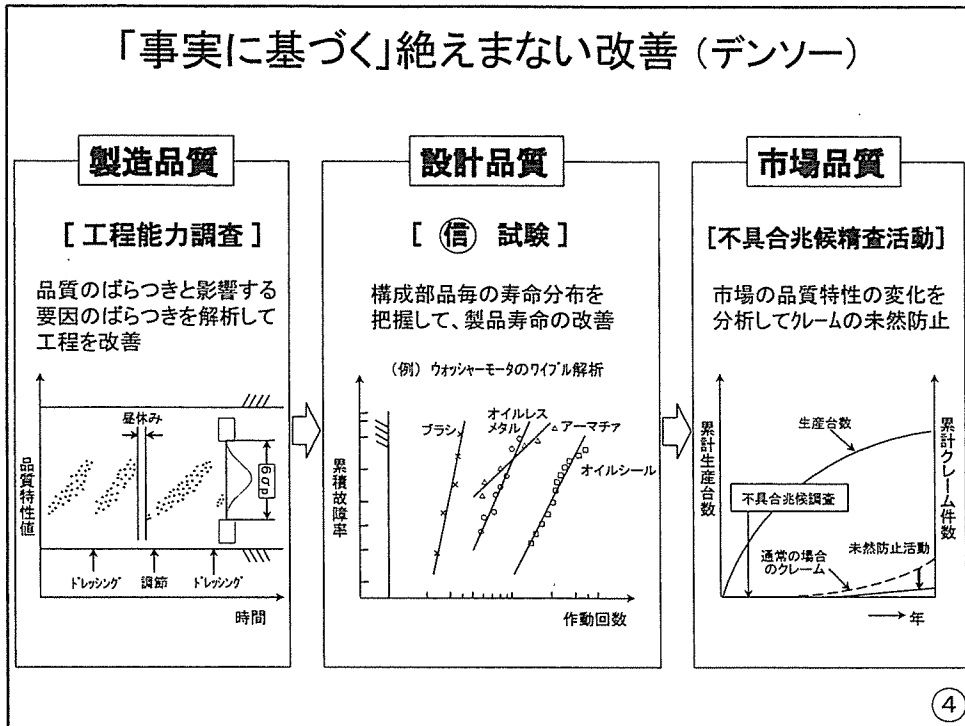 「事実に基づく」絶えまない改善（デンソー）
製造品質
[ 工程能力調査 ]
品質のばらつきと影響する
要因のばらつきを解析して
工程を改善
昼休み
品質特性値
6σp
ドレッシング
調節
ドレッシング
時間
設計品質
[ 信 試験 ]
構成部品毎の寿命分布を
把握して、製品寿命の改善
（例）ウォッシャーモータのワイブル解析
オイルレス
メタル
ブラシ
アーマチァ
オイルシール
累積故障率
作動回数
市場品質
[不具合兆候精査活動]
市場の品質特性の変化を
分析してクレームの未然防止
生産台数
累計生産台数
累計クレーム件数
不具合兆候調査
未然防止活動
通常の場合
のクレーム
年
④